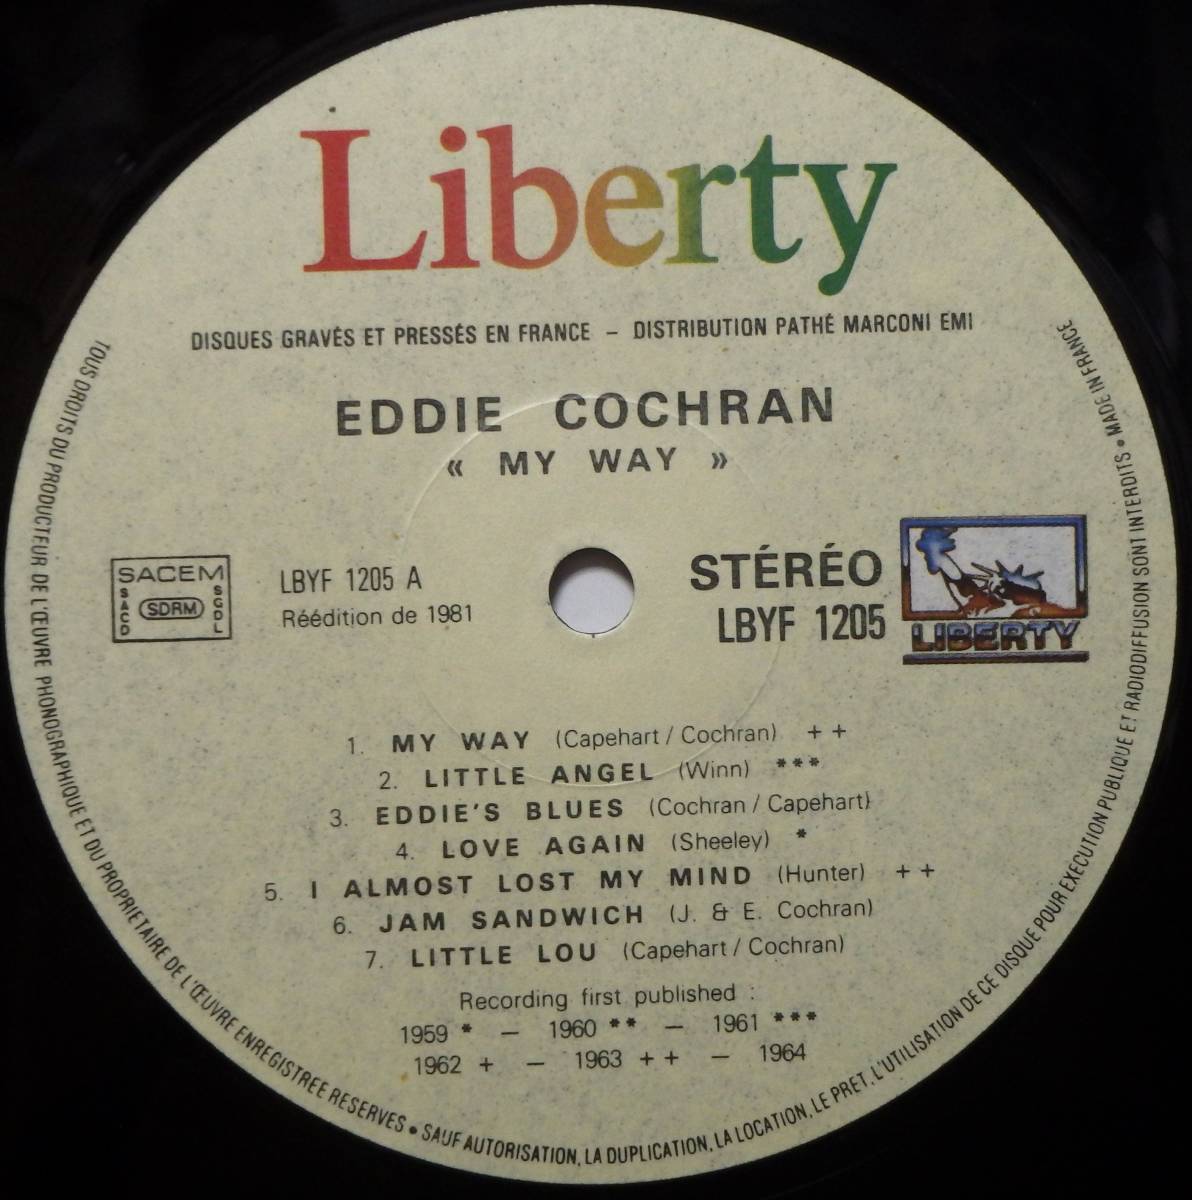 Liberty
DISQUES GRAVÉS ET PRESSÉS EN FRANCE – DISTRIBUTION PATHÉ MARCONI EMI
EDDIE COCHRAN
« MY WAY »
SACEM
SACD
SDRM
SGDL
LBYF 1205 A
Réédition de 1981
STÉRÉO
LBYF 1205
LIBERTY
1. MY WAY (Capehart / Cochran) + +
2. LITTLE ANGEL (Winn) ***
3. EDDIE'S BLUES (Cochran / Capehart)
4. LOVE AGAIN (Sheeley) *
5. I ALMOST LOST MY MIND (Hunter) + +
6. JAM SANDWICH (J. & E. Cochran)
7. LITTLE LOU (Capehart / Cochran)
Recording first published :
1959 * – 1960 ** – 1961 ***
1962 + – 1963 + + – 1964
TOUS DROITS DU PRODUCTEUR DE L'ŒUVRE PHONOGRAPHIQUE ET DU PROPRIETAIRE DE L'ŒUVRE ENREGISTREE RESERVES • SAUF AUTORISATION, LA DUPLICATION, LA LOCATION, LE PRET, L'UTILISATION DE CE DISQUE POUR EXECUTION PUBLIQUE ET RADIODIFFUSION SONT INTERDITS • MADE IN FRANCE